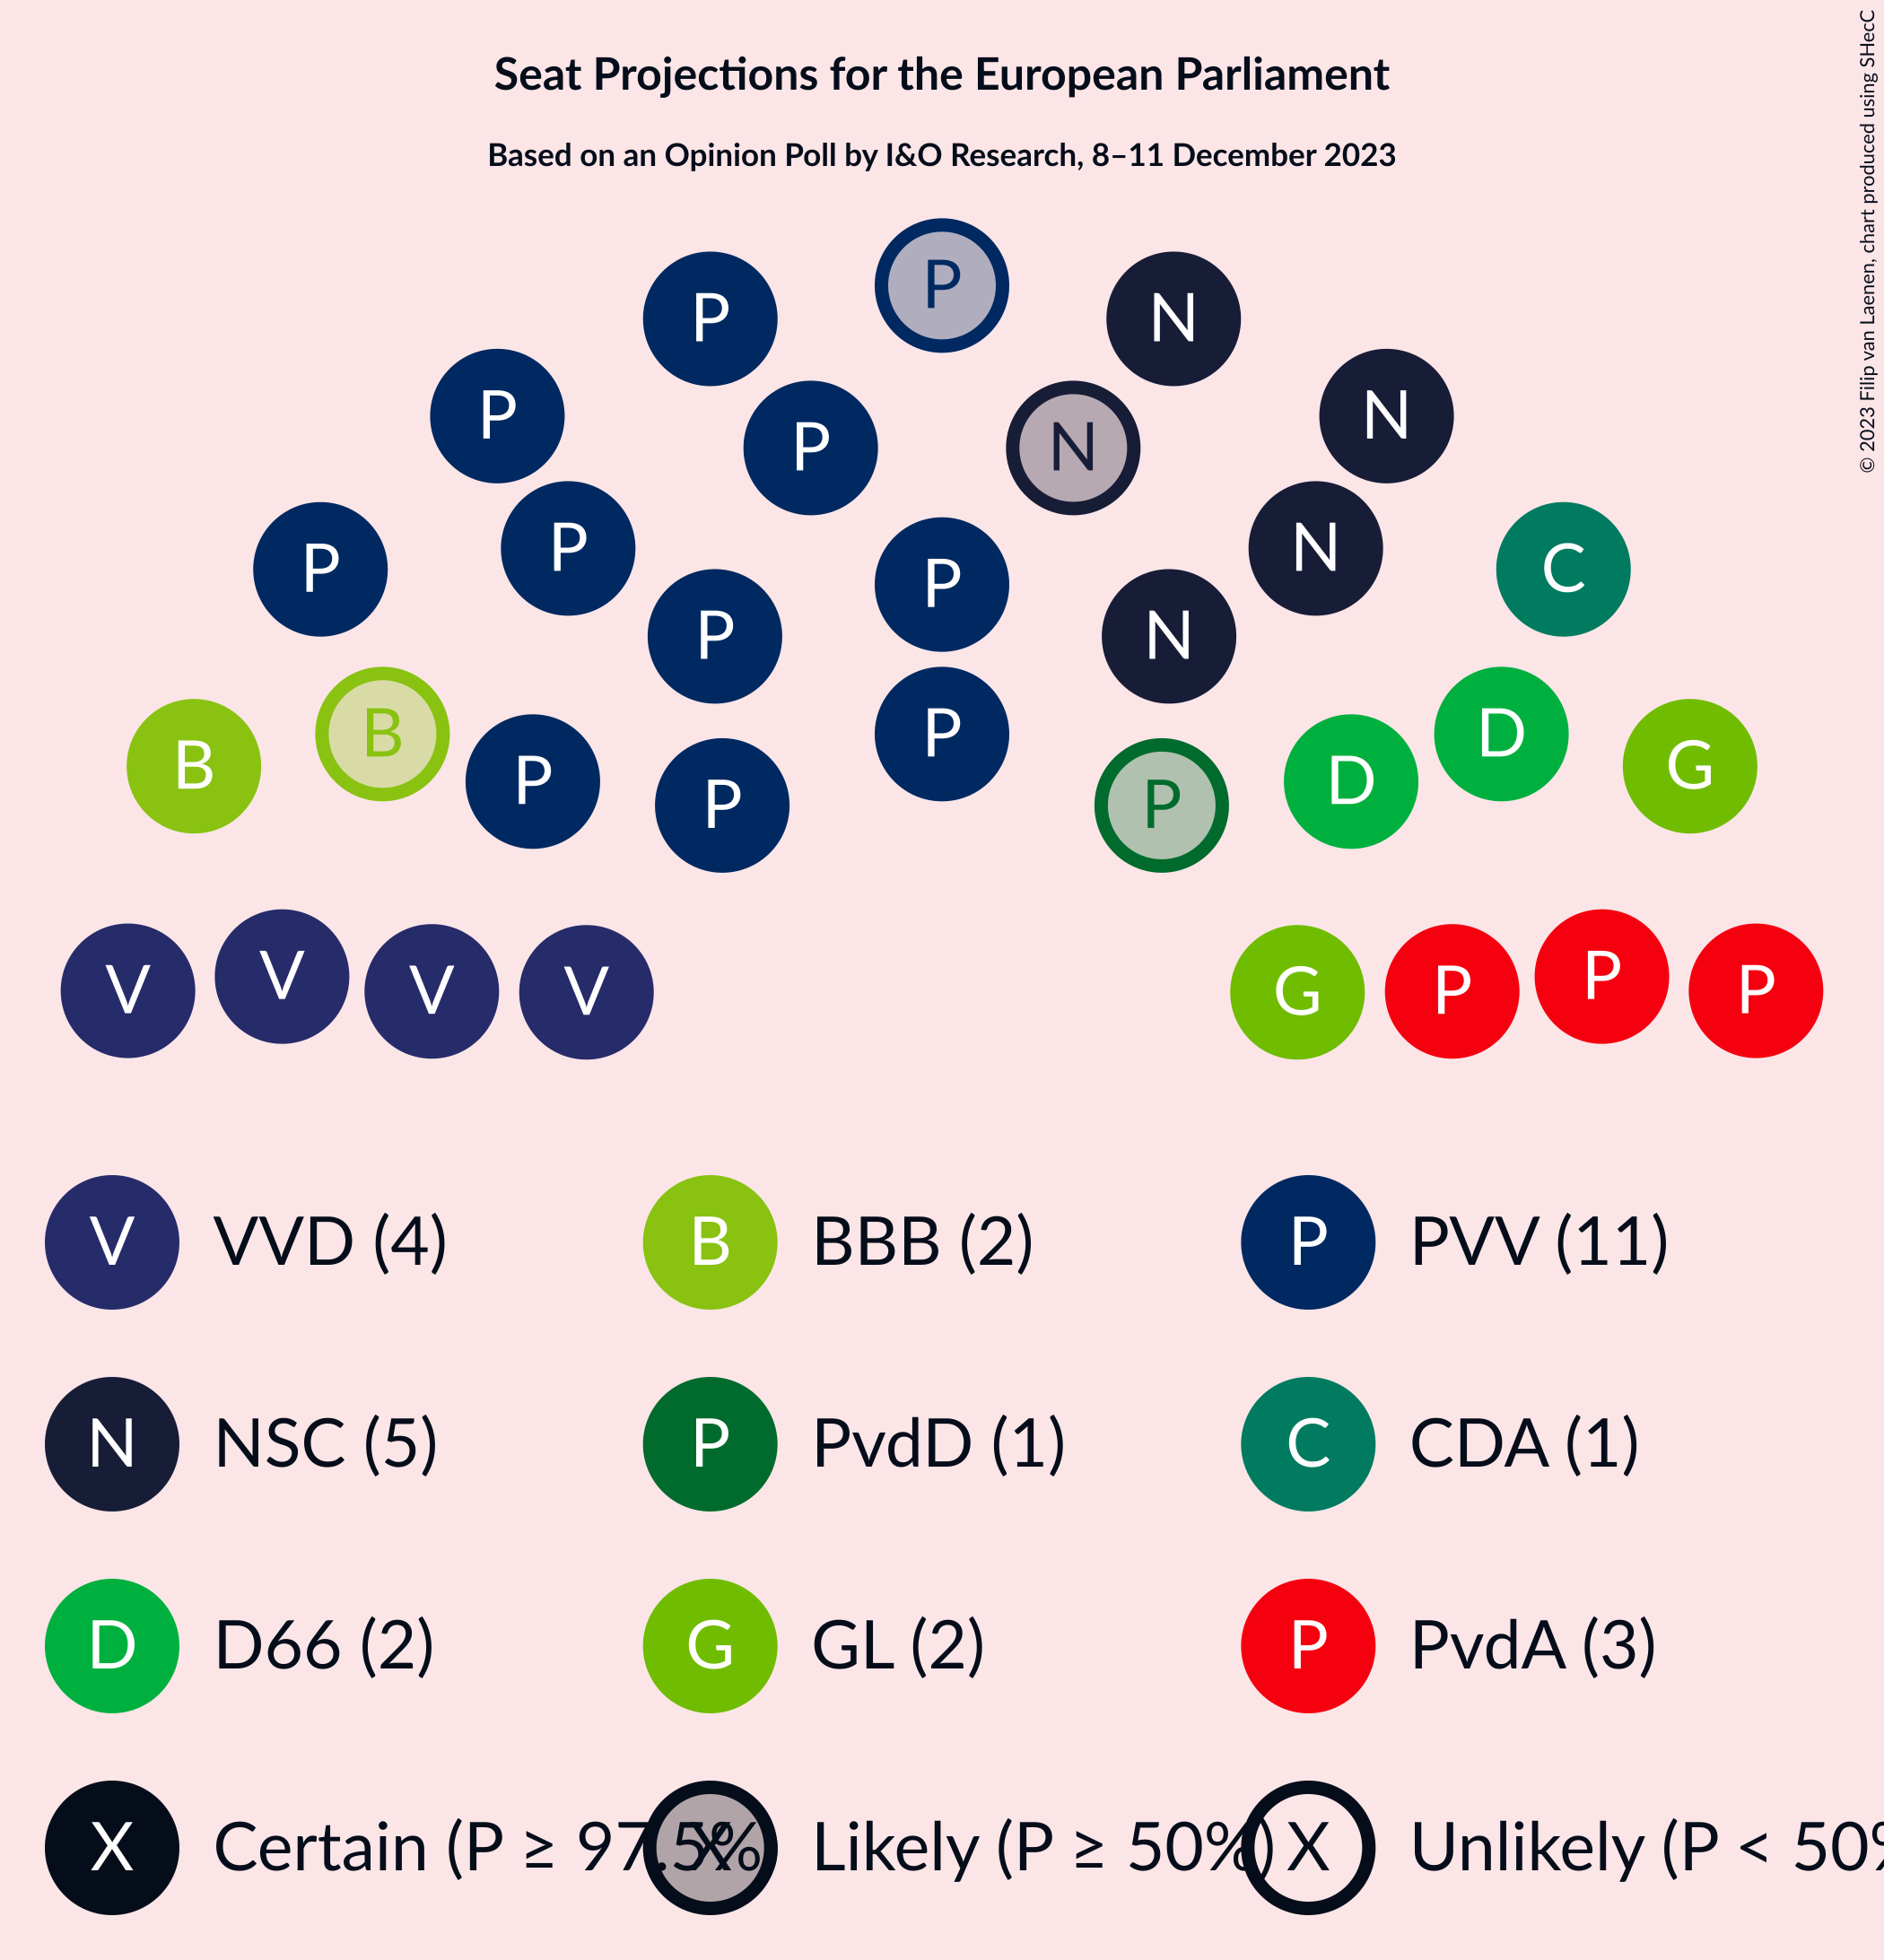 Seat Projections for the European Parliament
Based on an Opinion Poll by I&O Research, 8–11 December 2023
© 2023 Filip van Laenen, chart produced using SHecC
P
P N
P N
P N
P N
P P N C
P P N
B B P P P P D D G
V V V V G P P P
V VVD (4) B BBB (2) P PVV (11)
N NSC (5) P PvdD (1) C CDA (1)
D D66 (2) G GL (2) P PvdA (3)
X Certain (P ≥ 97.5% X Likely (P ≥ 50%) X Unlikely (P < 50%